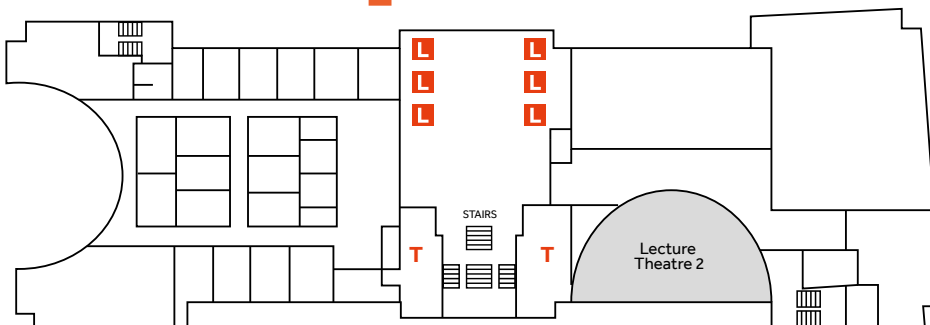 L L
L L
L L
STAIRS
T T
Lecture
Theatre 2